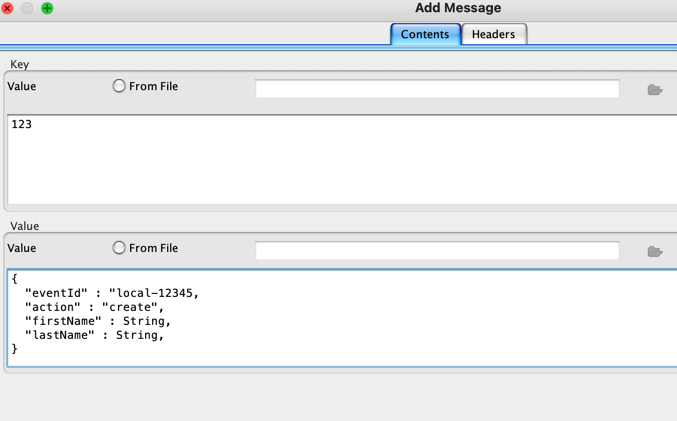 Add Message
Contents Headers
Key
Value From File
123
Value
Value From File
{
  "eventId" : "local-12345,
  "action" : "create",
  "firstName" : String,
  "lastName" : String,
}